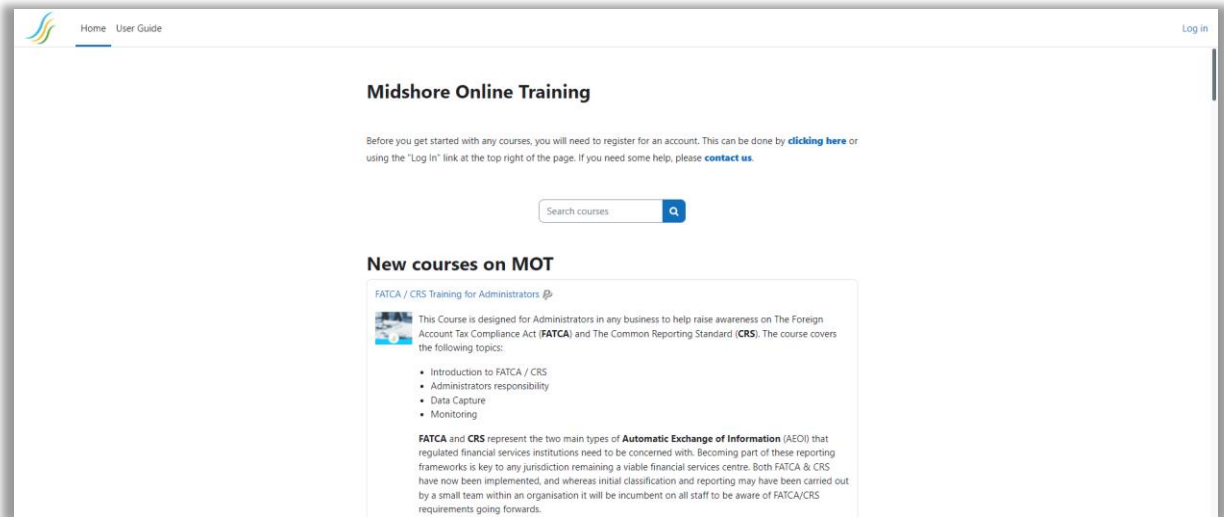 Home User Guide Log in
Midshore Online Training
Before you get started with any courses, you will need to register for an account. This can be done by clicking here or
using the "Log In" link at the top right of the page. If you need some help, please contact us.
Search courses
New courses on MOT
FATCA / CRS Training for Administrators
This Course is designed for Administrators in any business to help raise awareness on The Foreign
Account Tax Compliance Act (FATCA) and The Common Reporting Standard (CRS). The course covers
the following topics:
• Introduction to FATCA / CRS
• Administrators responsibility
• Data Capture
• Monitoring
FATCA and CRS represent the two main types of Automatic Exchange of Information (AEOI) that
regulated financial services institutions need to be concerned with. Becoming part of these reporting
frameworks is key to any jurisdiction remaining a viable financial services centre. Both FATCA & CRS
have now been implemented, and whereas initial classification and reporting may have been carried out
by a small team within an organisation it will be incumbent on all staff to be aware of FATCA/CRS
requirements going forwards.